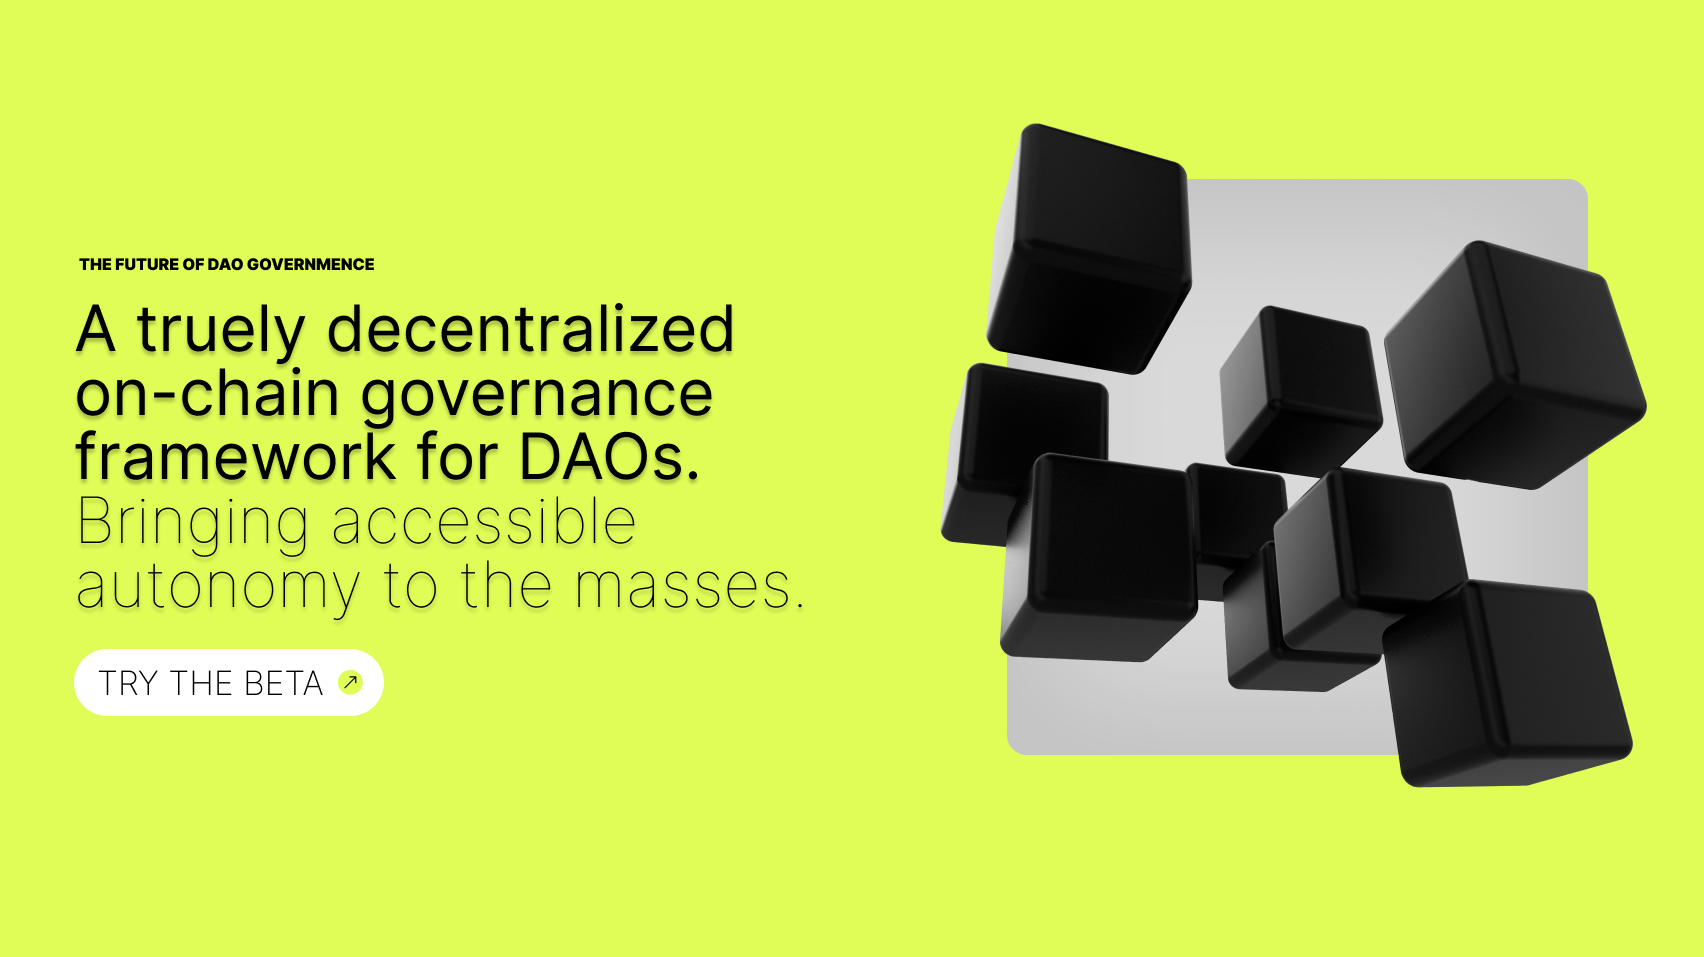 THE FUTURE OF DAO GOVERNMENCE
A truely decentralized
on-chain governance
framework for DAOs.
Bringing accessible
autonomy to the masses.
TRY THE BETA